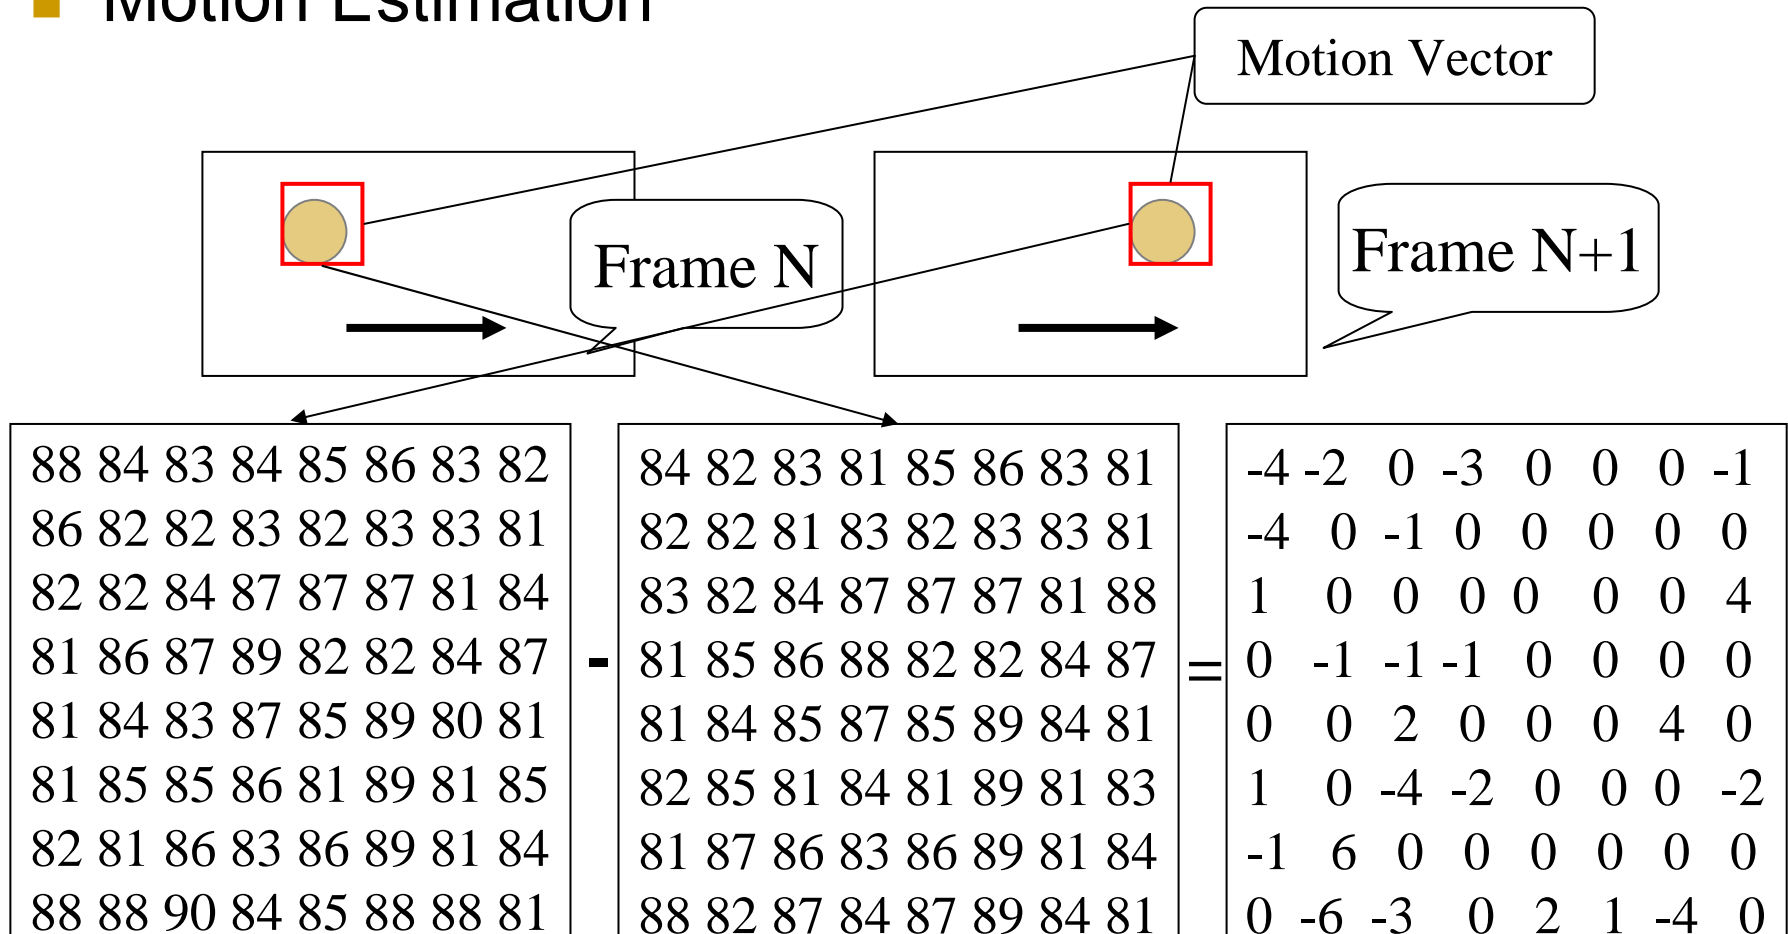 Motion Estimation
Motion Vector
Frame N
Frame N+1
88 84 83 84 85 86 83 82
86 82 82 83 82 83 83 81
82 82 84 87 87 87 81 84
81 86 87 89 82 82 84 87
81 84 83 87 85 89 80 81
81 85 85 86 81 89 81 85
82 81 86 83 86 89 81 84
88 88 90 84 85 88 88 81
-
84 82 83 81 85 86 83 81
82 82 81 83 82 83 83 81
83 82 84 87 87 87 81 88
81 85 86 88 82 82 84 87
81 84 85 87 85 89 84 81
82 85 81 84 81 89 81 83
81 87 86 83 86 89 81 84
88 82 87 84 87 89 84 81
=
-4 -2 0 -3 0 0 0 -1
-4 0 -1 0 0 0 0 0
1 0 0 0 0 0 0 4
0 -1 -1 -1 0 0 0 0
0 0 2 0 0 0 4 0
1 0 -4 -2 0 0 0 -2
-1 6 0 0 0 0 0 0
0 -6 -3 0 2 1 -4 0